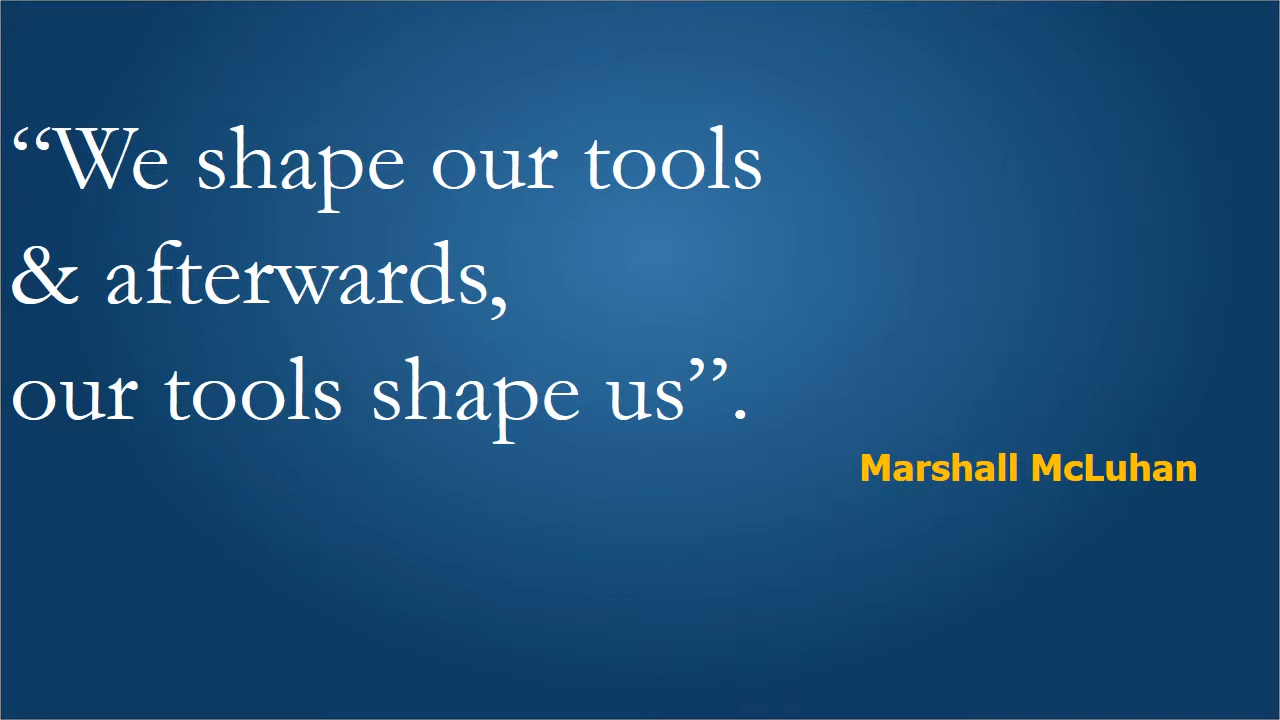 “We shape our tools
& afterwards,
our tools shape us”.
Marshall McLuhan